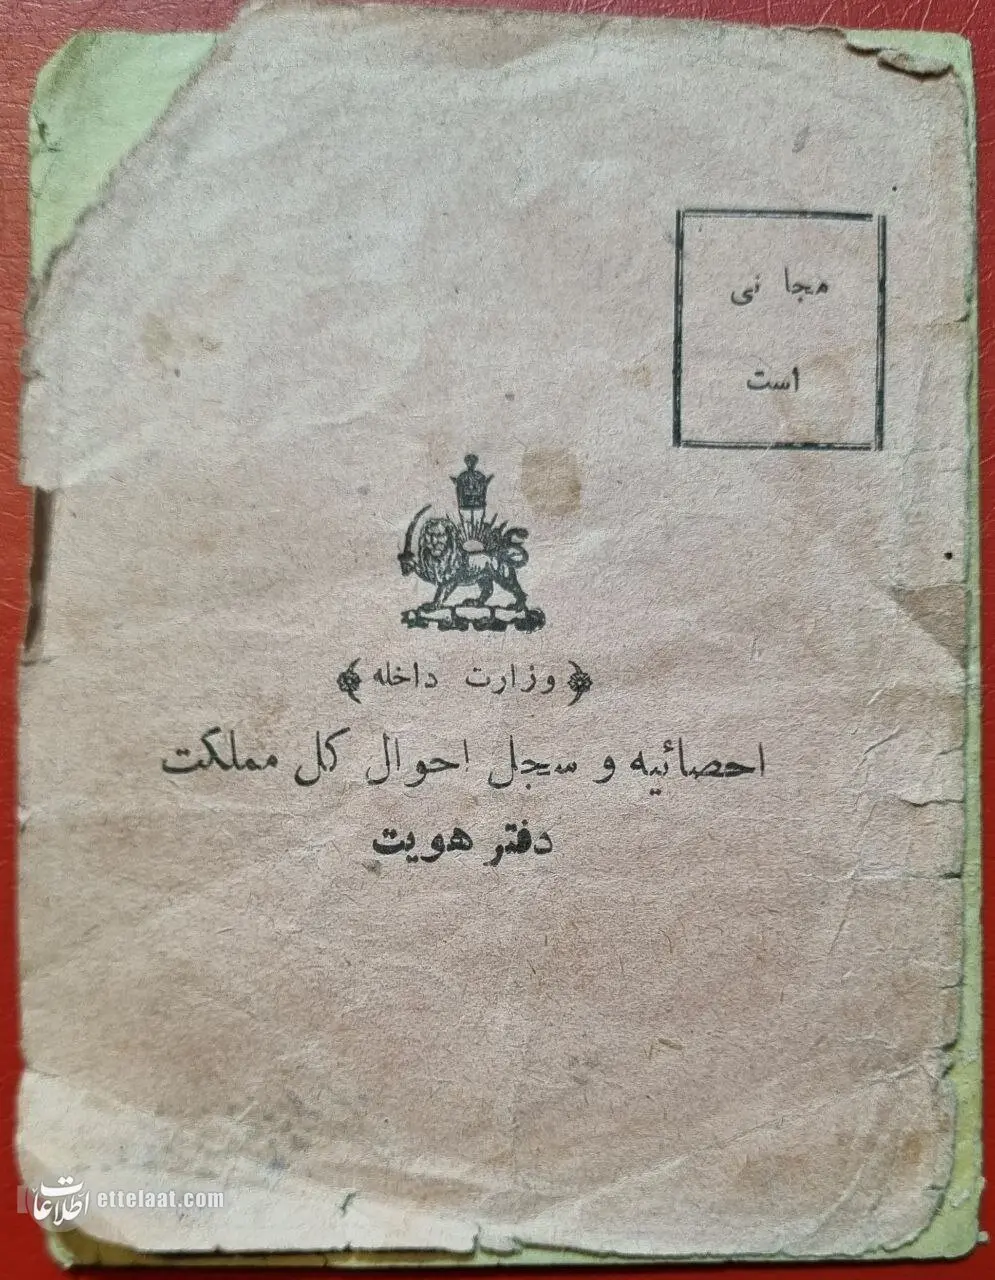 مجانی
است
وزارت داخله
احصائیه و سجل احوال کل مملکت
دفتر هویت
اطلاعات ettelaat.com